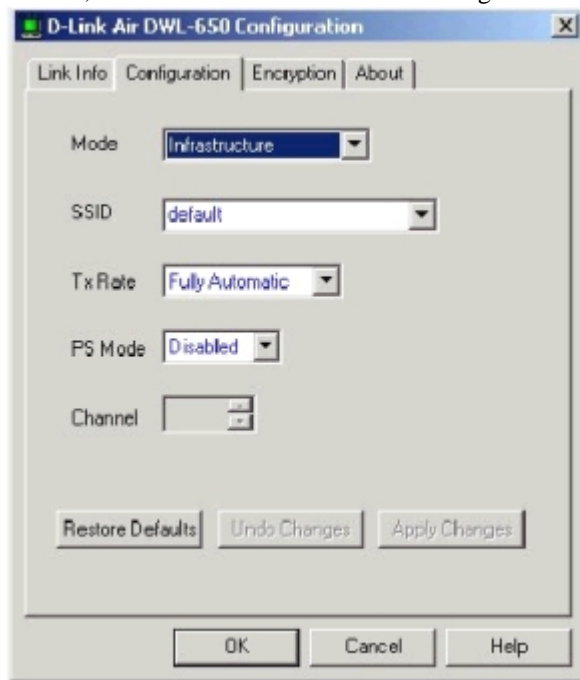 D-Link Air DWL-650 Configuration
Link Info Configuration Encryption About
Mode Infrastructure
SSID default
Tx Rate Fully Automatic
PS Mode Disabled
Channel
Restore Defaults Undo Changes Apply Changes
OK Cancel Help